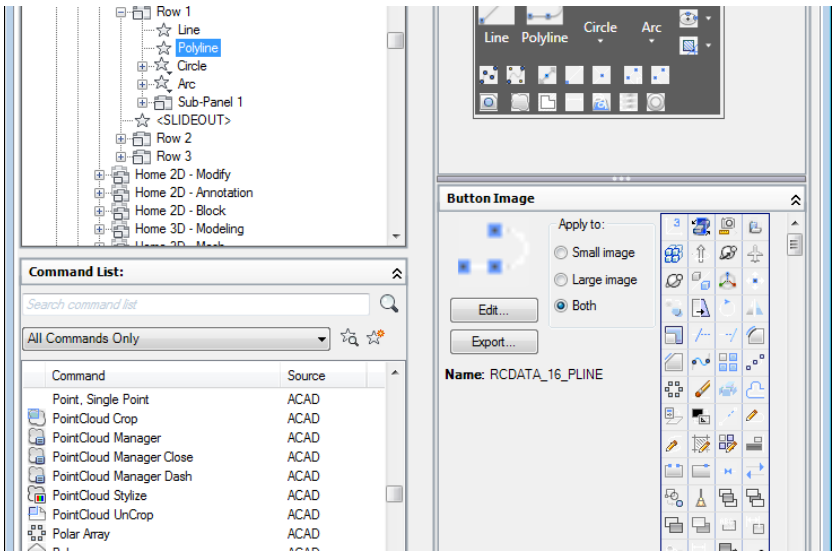 Row 1
Line
Polyline
Circle
Arc
Sub-Panel 1
<SLIDEOUT>
Row 2
Row 3
Home 2D - Modify
Home 2D - Annotation
Home 2D - Block
Home 3D - Modeling
Home 3D - Mesh
Command List:
Search command list
All Commands Only
Command Source
Point, Single Point ACAD
PointCloud Crop ACAD
PointCloud Manager ACAD
PointCloud Manager Close ACAD
PointCloud Manager Dash ACAD
PointCloud Stylize ACAD
PointCloud UnCrop ACAD
Polar Array ACAD
ACAD
Line Polyline Circle Arc
Button Image
Apply to:
Small image
Large image
Both
Edit...
Export...
Name: RCDATA_16_PLINE
3